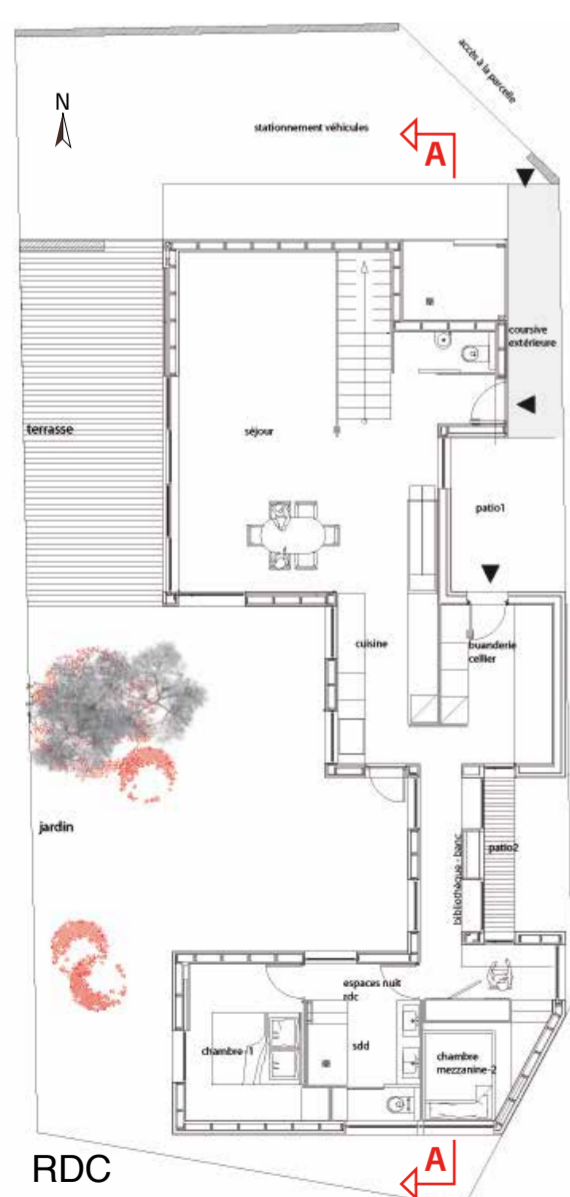 accès à la parcelle
N
stationnement véhicules
A
coursive
extérieure
terrasse
séjour
patio1
cuisine
buanderie
cellier
jardin
bibliothèque - banc
patio2
espaces nuit
rdc
chambre-1
sdd
chambre
mezzanine-2
RDC
A